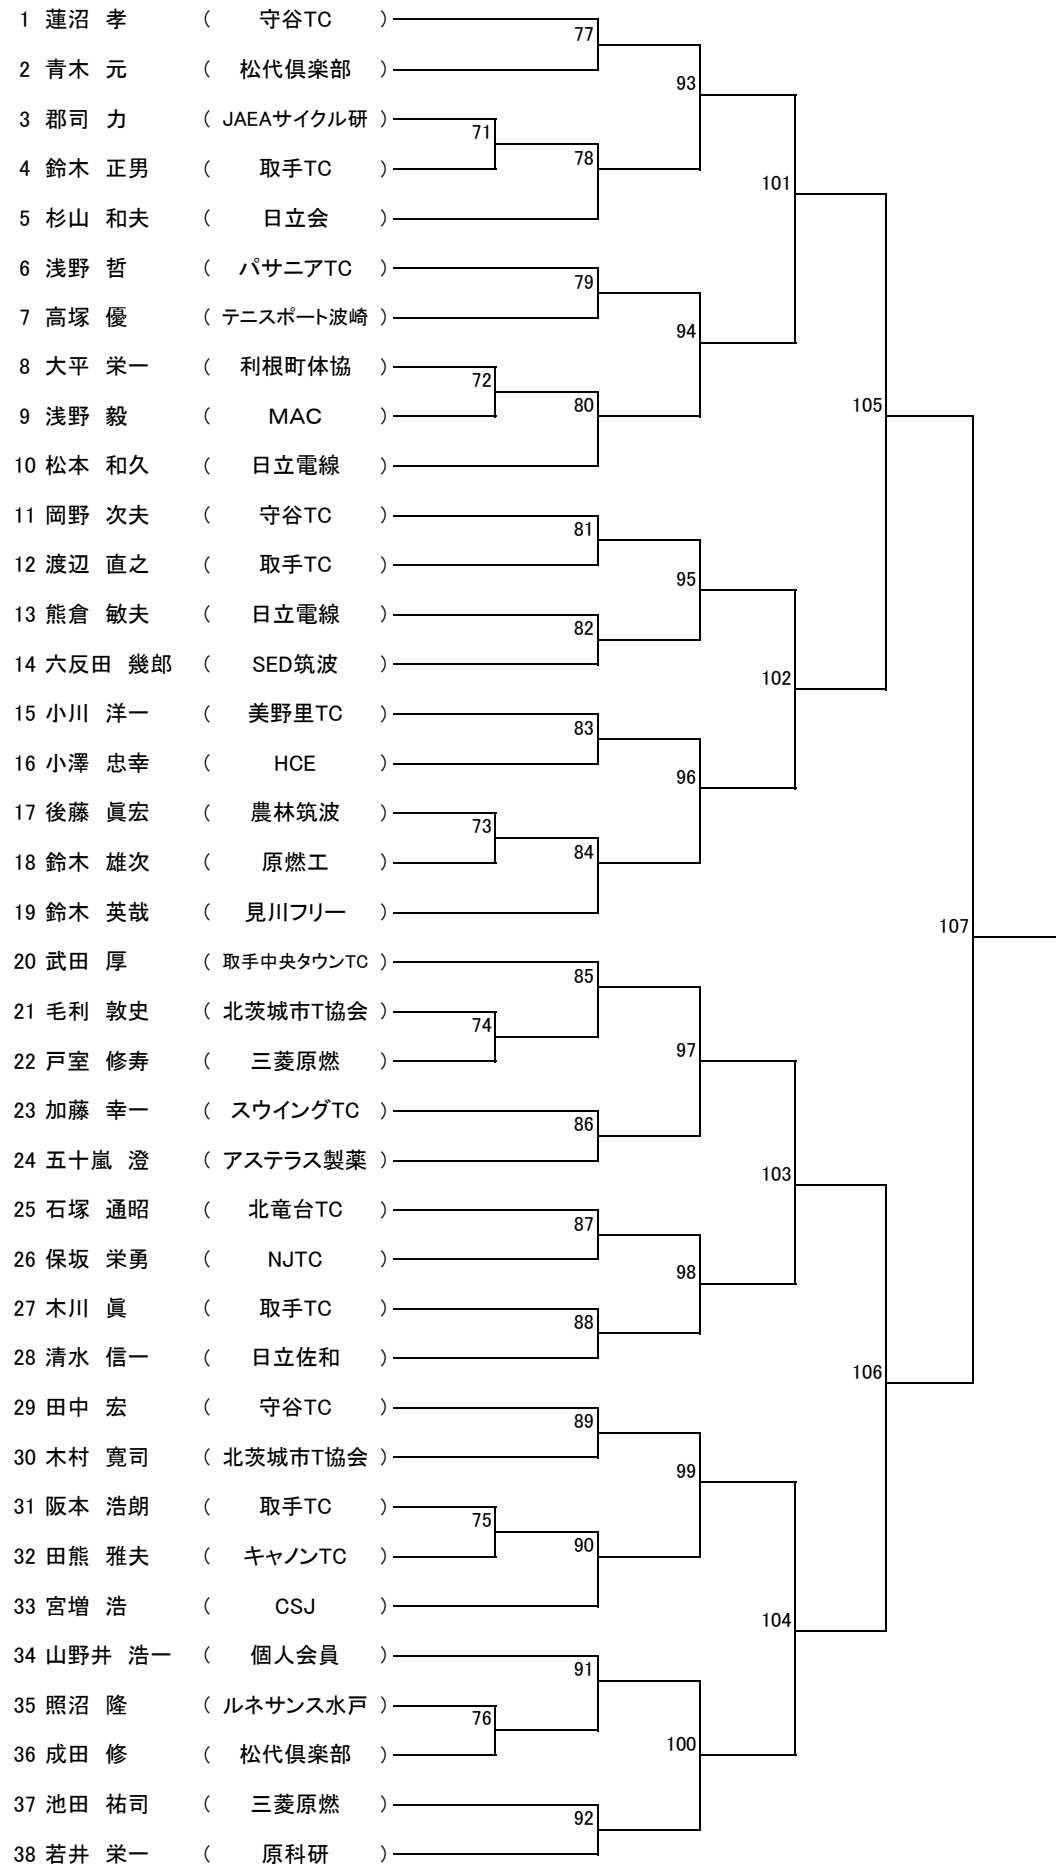 1 蓮沼 孝 ( 守谷TC )
77
2 青木 元 ( 松代倶楽部 )
93
3 郡司 力 ( JAEAサイクル研 )
71
78
4 鈴木 正男 ( 取手TC )
101
5 杉山 和夫 ( 日立会 )
6 浅野 哲 ( パサニアTC )
79
7 高塚 優 ( テニスポート波崎 )
94
8 大平 栄一 ( 利根町体協 )
72
80
105
9 浅野 毅 ( MAC )
10 松本 和久 ( 日立電線 )
11 岡野 次夫 ( 守谷TC )
81
12 渡辺 直之 ( 取手TC )
95
13 熊倉 敏夫 ( 日立電線 )
82
14 六反田 幾郎 ( SED筑波 )
102
15 小川 洋一 ( 美野里TC )
83
16 小澤 忠幸 ( HCE )
96
17 後藤 眞宏 ( 農林筑波 )
73
84
18 鈴木 雄次 ( 原燃工 )
19 鈴木 英哉 ( 見川フリー )
107
20 武田 厚 ( 取手中央タウンTC )
85
21 毛利 敦史 ( 北茨城市T協会 )
74
97
22 戸室 修寿 ( 三菱原燃 )
23 加藤 幸一 ( スウイングTC )
86
24 五十嵐 澄 ( アステラス製薬 )
103
25 石塚 通昭 ( 北竜台TC )
87
26 保坂 栄勇 ( NJTC )
98
27 木川 眞 ( 取手TC )
88
28 清水 信一 ( 日立佐和 )
106
29 田中 宏 ( 守谷TC )
89
30 木村 寛司 ( 北茨城市T協会 )
99
31 阪本 浩朗 ( 取手TC )
75
90
32 田熊 雅夫 ( キャノンTC )
33 宮増 浩 ( CSJ )
104
34 山野井 浩一 ( 個人会員 )
91
35 照沼 隆 ( ルネサンス水戸 )
76
100
36 成田 修 ( 松代倶楽部 )
37 池田 祐司 ( 三菱原燃 )
92
38 若井 栄一 ( 原科研 )